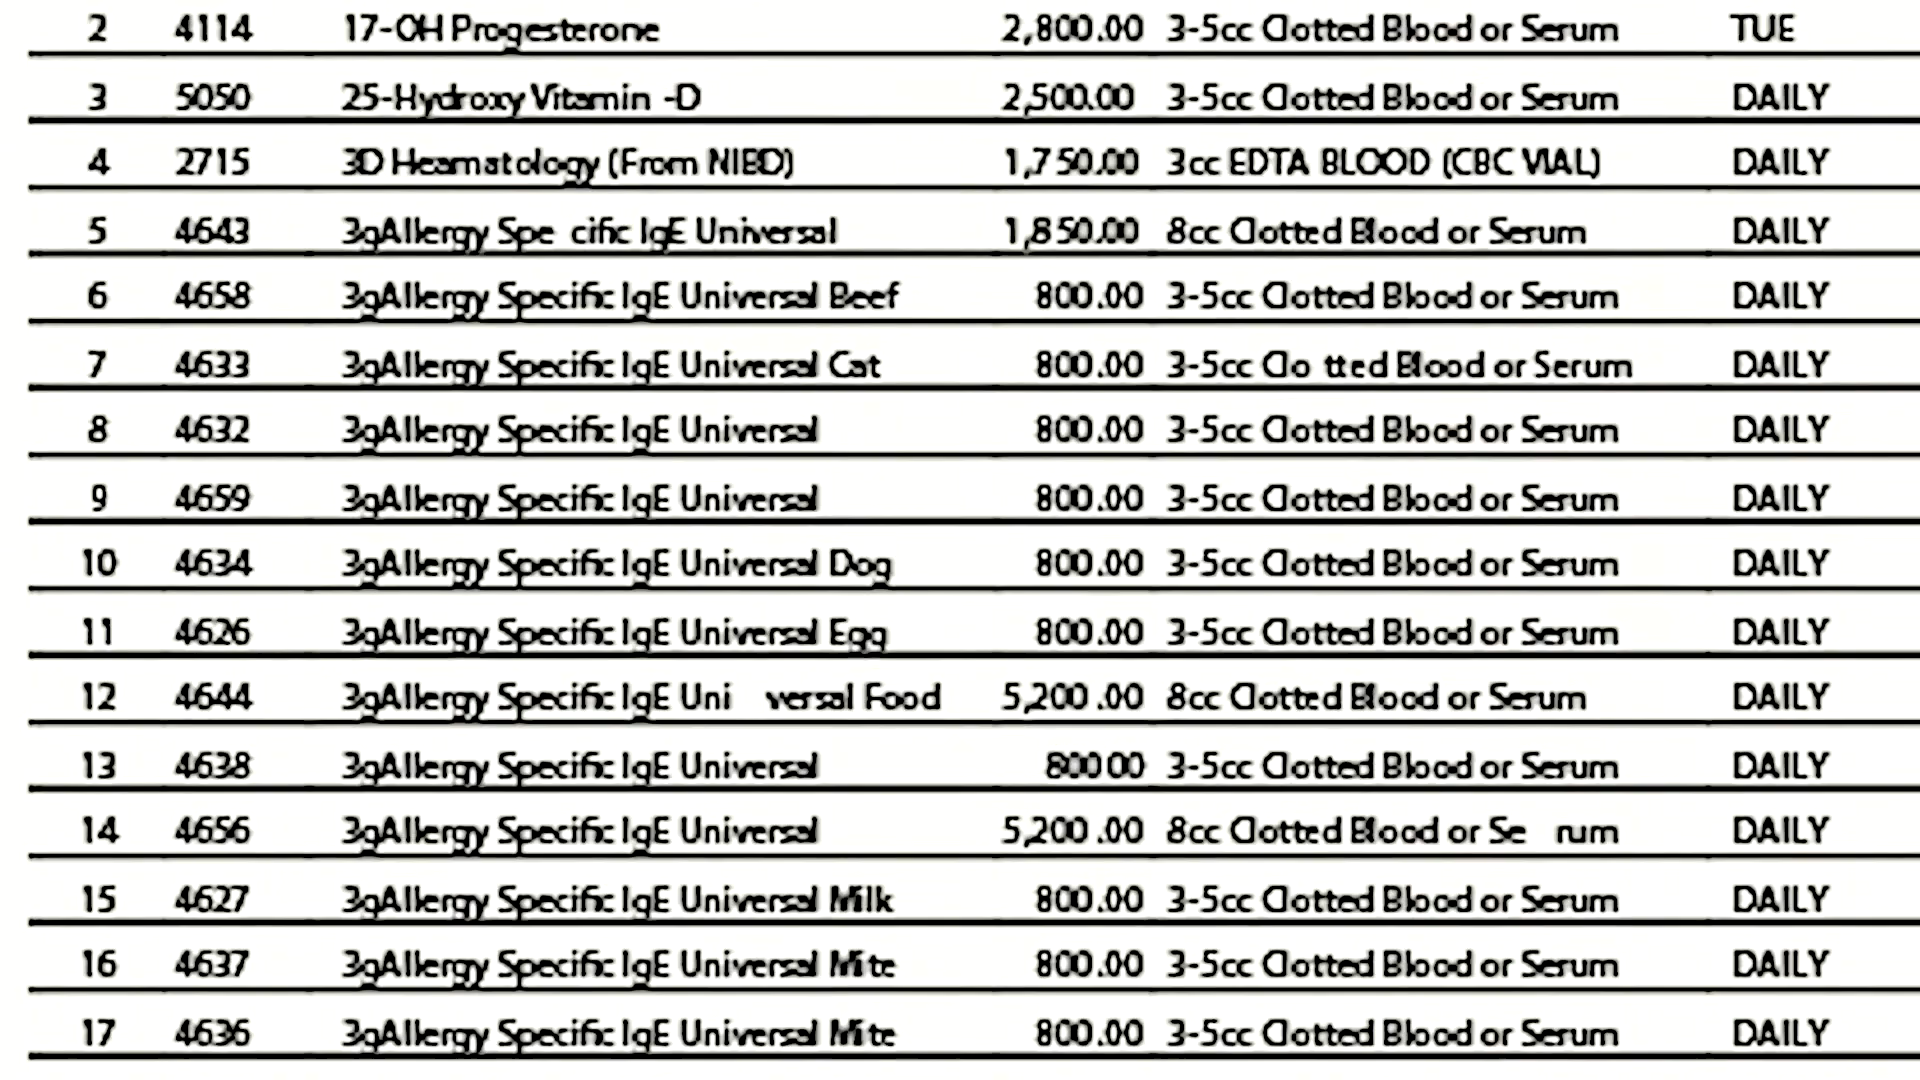 2 4114 17-OH Progesterone 2,800.00 3-5cc Clotted Blood or Serum TUE
3 5050 25-Hydroxy Vitamin -D 2,500.00 3-5cc Clotted Blood or Serum DAILY
4 2715 3D Heamatology (From NIBD) 1,750.00 3cc EDTA BLOOD (CBC VIAL) DAILY
5 4643 3gAllergy Spe cific IgE Universal 1,850.00 8cc Clotted Blood or Serum DAILY
6 4658 3gAllergy Specific IgE Universal Beef 800.00 3-5cc Clotted Blood or Serum DAILY
7 4633 3gAllergy Specific IgE Universal Cat 800.00 3-5cc Clo tted Blood or Serum DAILY
8 4632 3gAllergy Specific IgE Universal 800.00 3-5cc Clotted Blood or Serum DAILY
9 4659 3gAllergy Specific IgE Universal 800.00 3-5cc Clotted Blood or Serum DAILY
10 4634 3gAllergy Specific IgE Universal Dog 800.00 3-5cc Clotted Blood or Serum DAILY
11 4626 3gAllergy Specific IgE Universal Egg 800.00 3-5cc Clotted Blood or Serum DAILY
12 4644 3gAllergy Specific IgE Uni versal Food 5,200.00 8cc Clotted Blood or Serum DAILY
13 4638 3gAllergy Specific IgE Universal 80000 3-5cc Clotted Blood or Serum DAILY
14 4656 3gAllergy Specific IgE Universal 5,200.00 8cc Clotted Blood or Se rum DAILY
15 4627 3gAllergy Specific IgE Universal Milk 800.00 3-5cc Clotted Blood or Serum DAILY
16 4637 3gAllergy Specific IgE Universal Mite 800.00 3-5cc Clotted Blood or Serum DAILY
17 4636 3gAllergy Specific IgE Universal Mite 800.00 3-5cc Clotted Blood or Serum DAILY